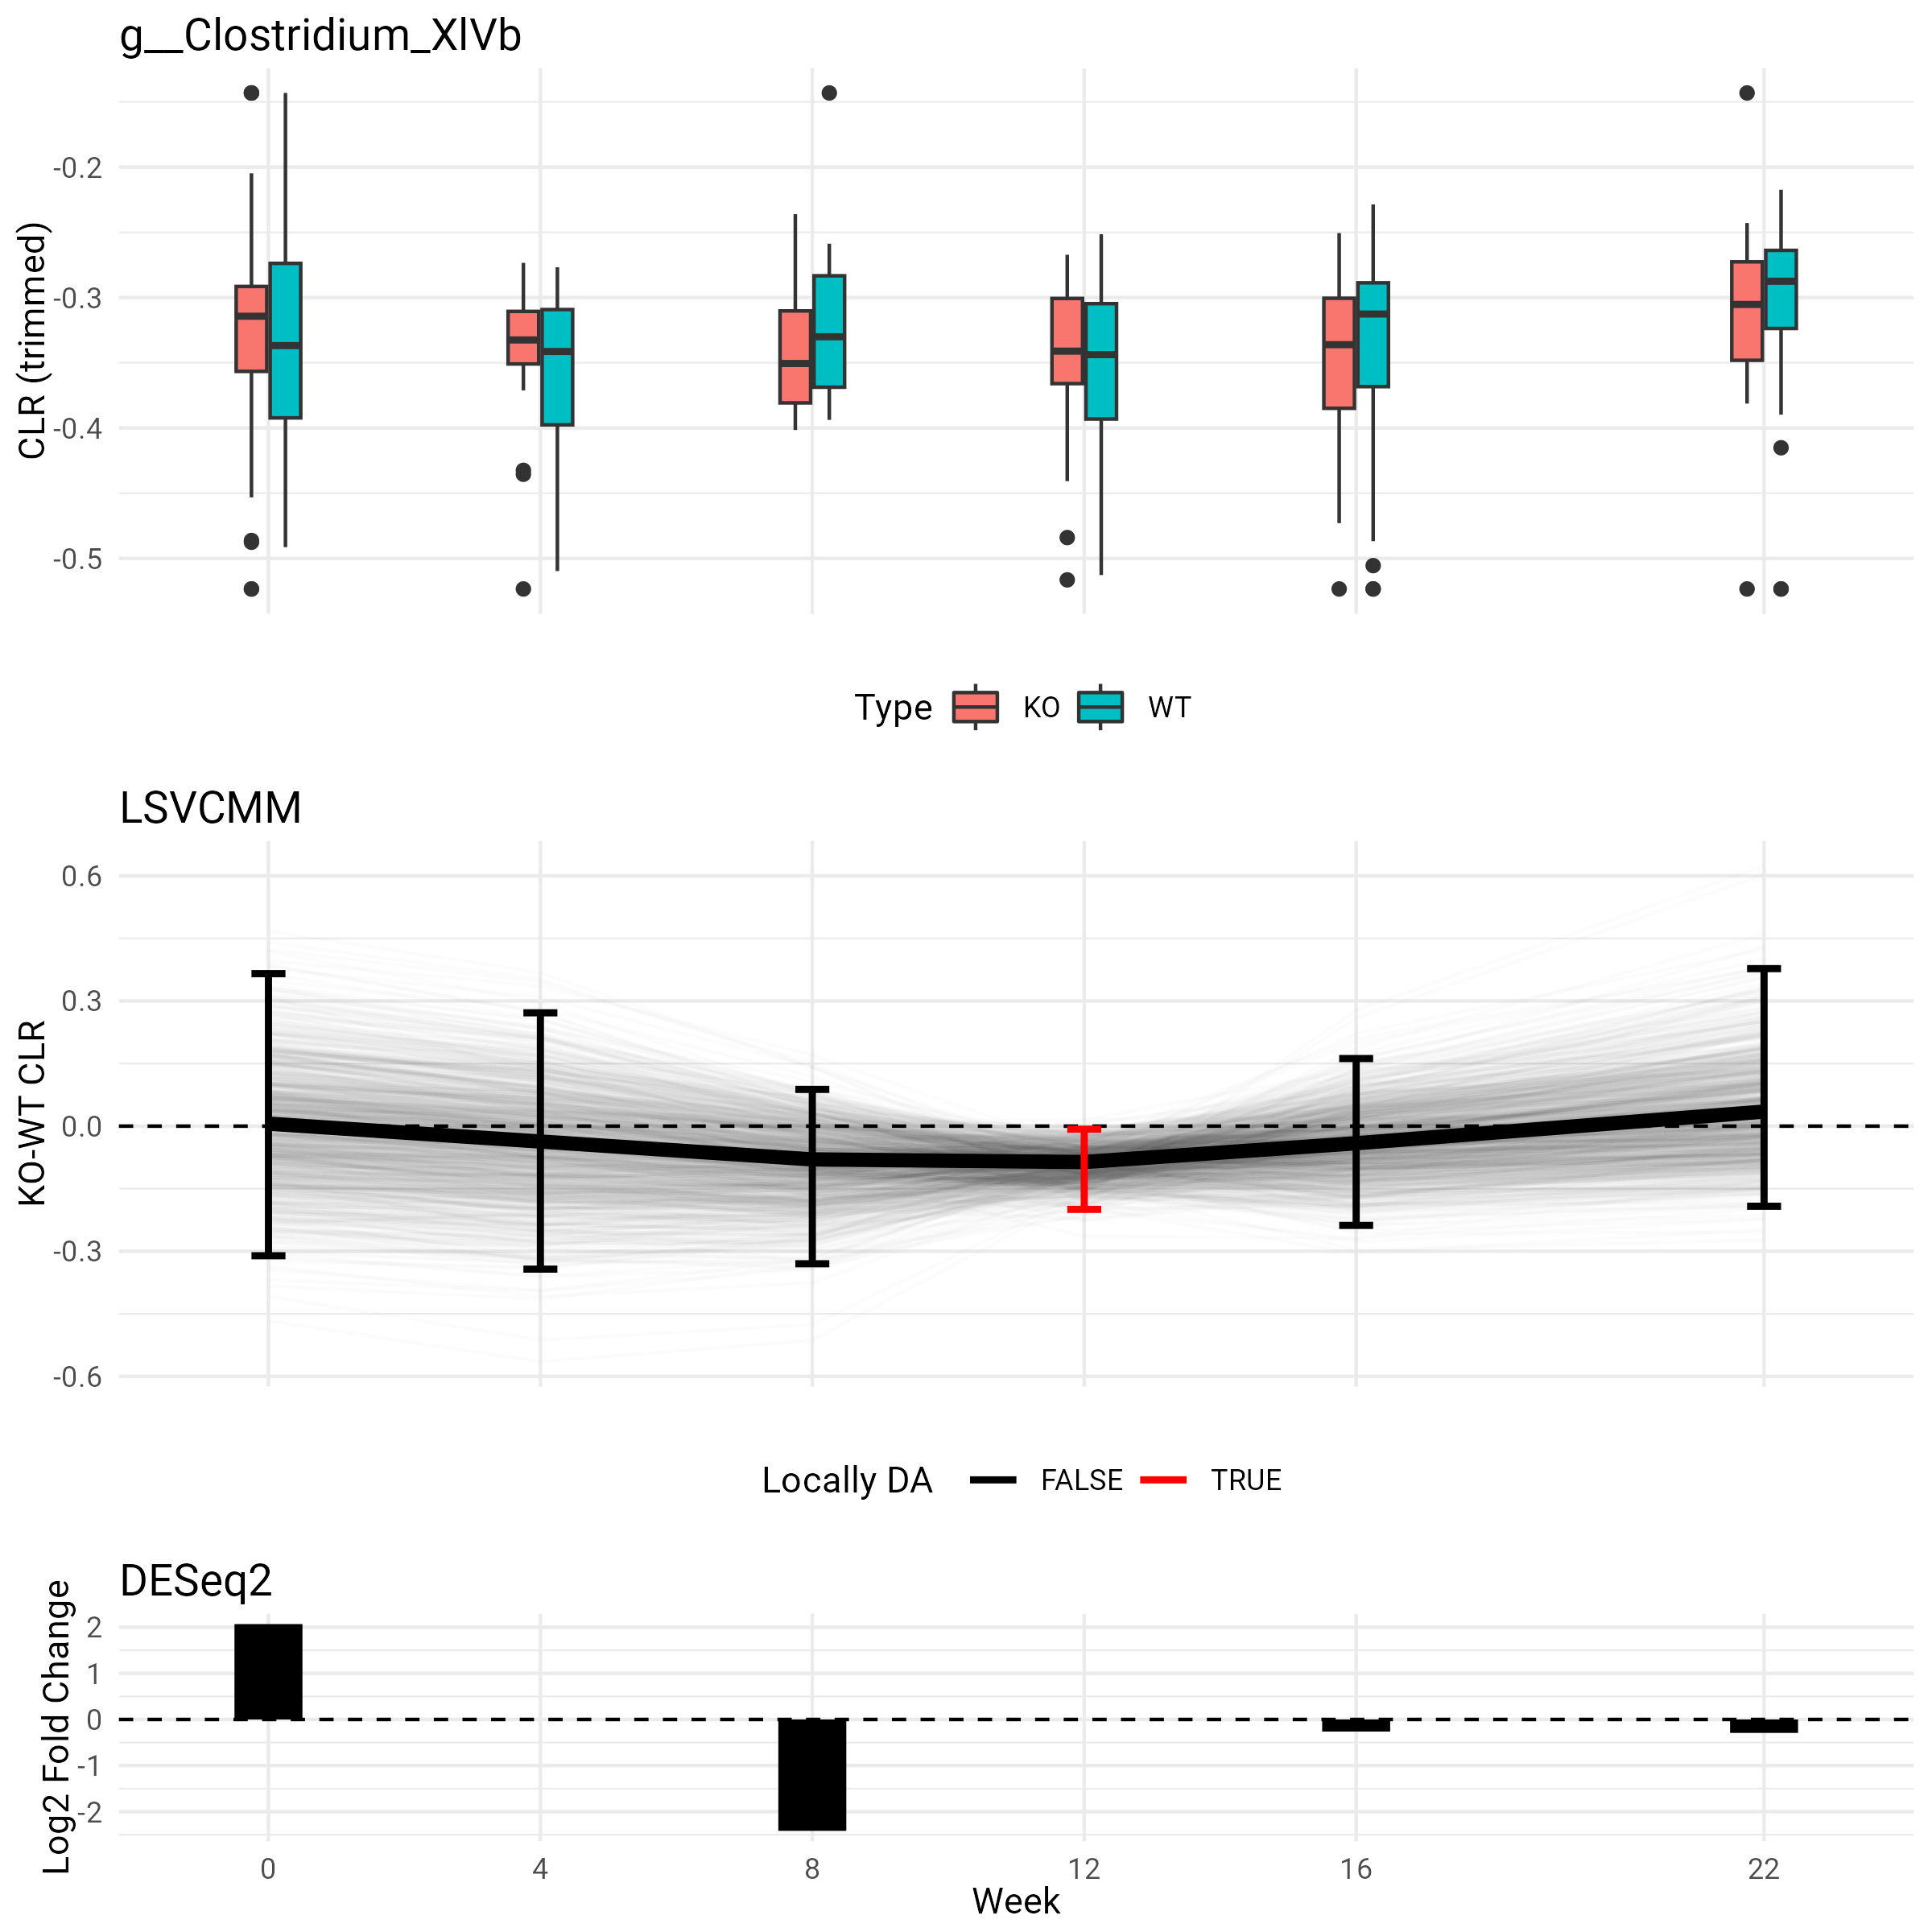 g__Clostridium_XlVb
CLR (trimmed)
-0.2
-0.3
-0.4
-0.5
Type KO WT
LSVCMM
KO-WT CLR
0.6
0.3
0.0
-0.3
-0.6
Locally DA FALSE TRUE
DESeq2
Log2 Fold Change
2
1
0
-1
-2
0 4 8 12 16 22
Week